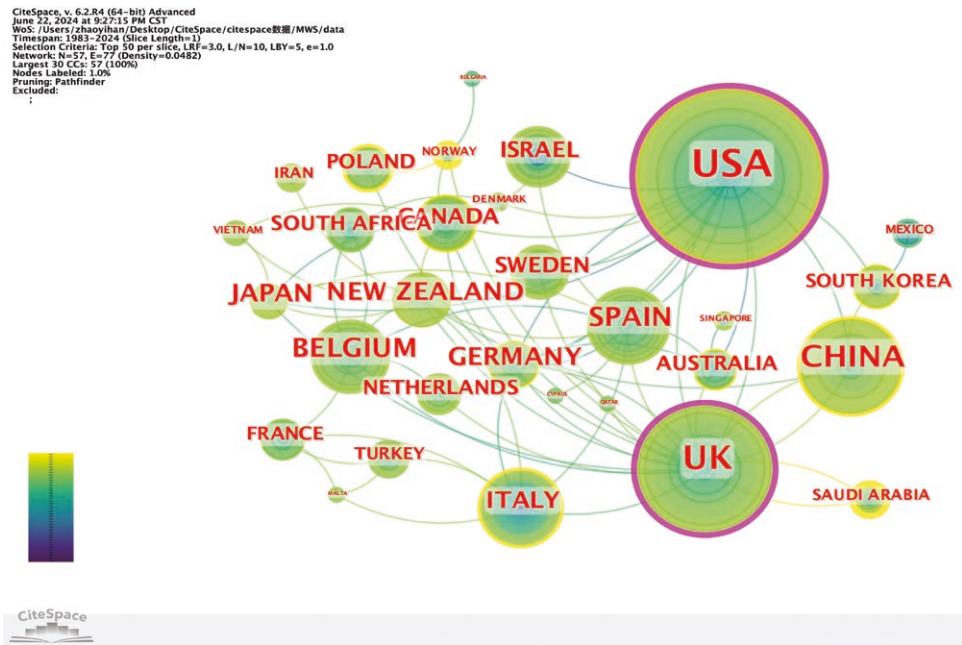 CiteSpace, v. 6.2.R4 (64-bit) Advanced
June 22, 2024 at 9:27:15 PM CST
WoS: /Users/zhaoyihan/Desktop/CiteSpace/citespace数据/MWS/data
Timespan: 1983-2024 (Slice Length=1)
Selection Criteria: Top 50 per slice, LRF=3.0, L/N=10, LBY=5, e=1.0
Network: N=57, E=77 (Density=0.0482)
Largest 30 CCs: 57 (100%)
Nodes Labeled: 1.0%
Pruning: Pathfinder
Excluded:
;
BULGARIA
USA
ISRAEL
NORWAY
POLAND
IRAN
DENMARK
CANADA
SOUTH AFRICA
VIETNAM
MEXICO
SWEDEN
SOUTH KOREA
JAPAN
NEW ZEALAND
SPAIN
SINGAPORE
BELGIUM
GERMANY
AUSTRALIA
CHINA
NETHERLANDS
CYPRUS
QATAR
FRANCE
TURKEY
UK
MALTA
ITALY
SAUDI ARABIA
CiteSpace